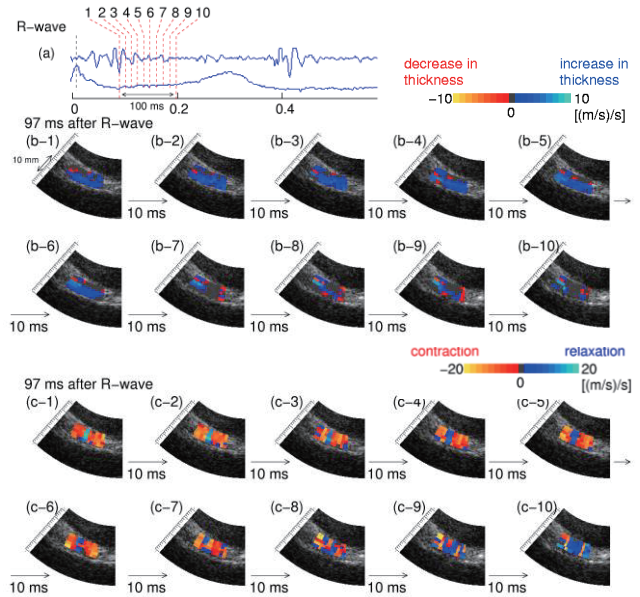 1 2 3 4 5 6 7 8 9 10
R−wave
(a)
0
100 ms
0.2
0.4
decrease in thickness
increase in thickness
−10
10
0
[(m/s)/s]
97 ms after R−wave
10 mm
(b−1)
(b−2)
(b−3)
(b−4)
(b−5)
10 ms
10 ms
10 ms
10 ms
(b−6)
(b−7)
(b−8)
(b−9)
(b−10)
10 ms
10 ms
10 ms
10 ms
10 ms
contraction
relaxation
−20
20
0
[(m/s)/s]
97 ms after R−wave
(c−1)
(c−2)
(c−3)
(c−4)
(c−5)
10 ms
10 ms
10 ms
10 ms
(c−6)
(c−7)
(c−8)
(c−9)
(c−10)
10 ms
10 ms
10 ms
10 ms
10 ms